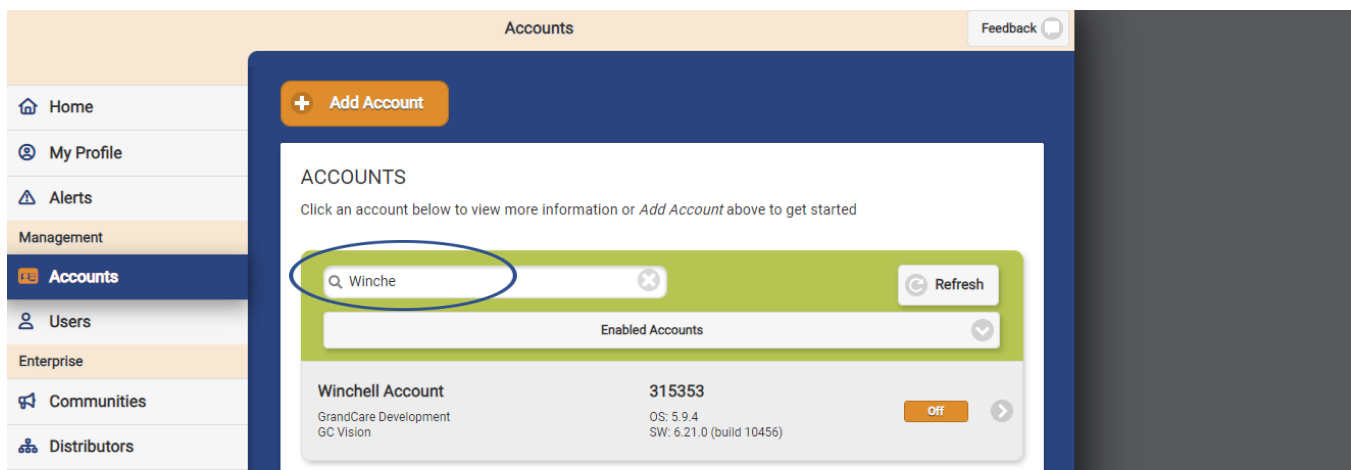 Accounts
Feedback
Home
My Profile
Alerts
Management
Accounts
Users
Enterprise
Communities
Distributors
Add Account
ACCOUNTS
Click an account below to view more information or Add Account above to get started
Winche
Refresh
Enabled Accounts
Winchell Account
GrandCare Development
GC Vision
315353
OS: 5.9.4
SW: 6.21.0 (build 10456)
Off